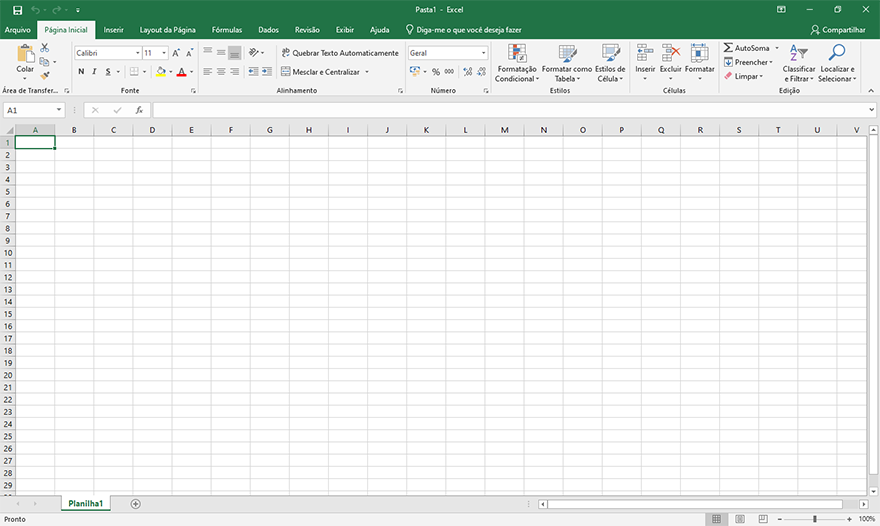 Pasta1 - Excel
Arquivo Página Inicial Inserir Layout da Página Fórmulas Dados Revisão Exibir Ajuda Diga-me o que você deseja fazer Compartilhar
Colar
Calibri 11
N I S
Quebrar Texto Automaticamente
Mesclar e Centralizar
Geral
% 000
Formatação Condicional
Formatar como Tabela
Estilos de Célula
Inserir Excluir Formatar
AutoSoma
Preencher
Limpar
Classificar e Filtrar
Localizar e Selecionar
Área de Transfer... Fonte Alinhamento Número Estilos Células Edição
A1 fx
A B C D E F G H I J K L M N O P Q R S T U V
1
2
3
4
5
6
7
8
9
10
11
12
13
14
15
16
17
18
19
20
21
22
23
24
25
26
27
28
29
Planilha1
Pronto 100%